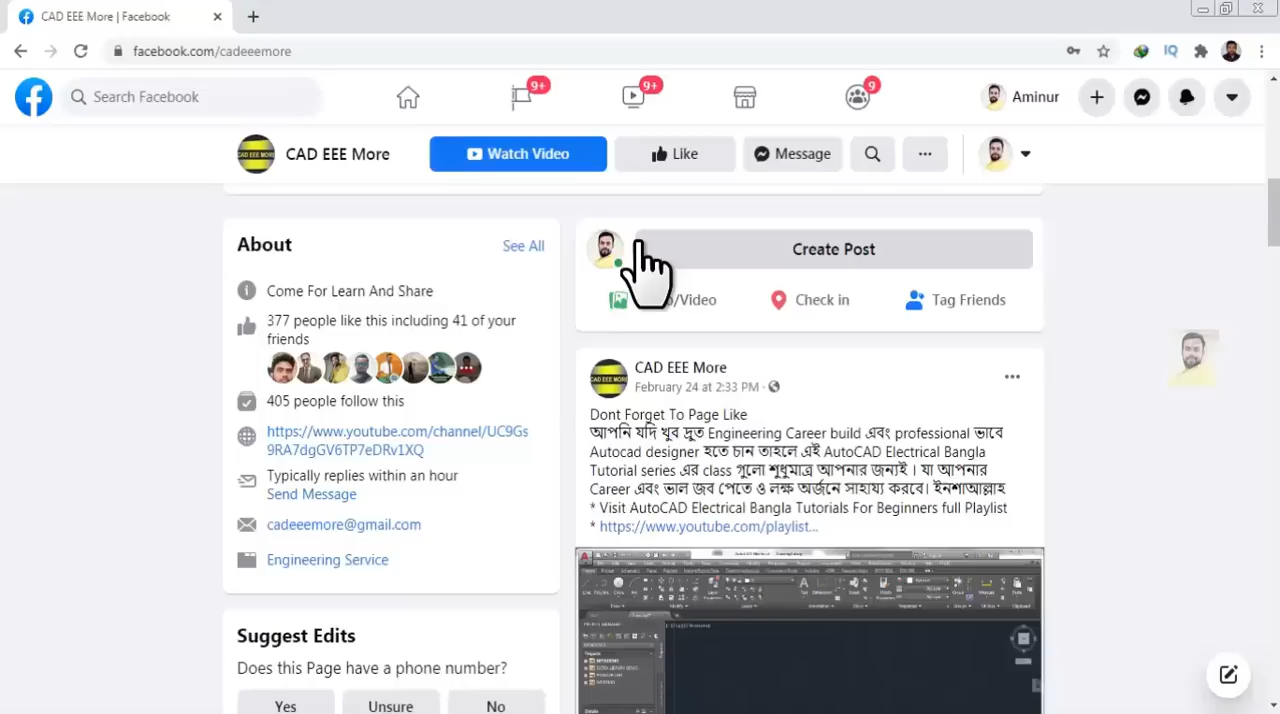 CAD EEE More | Facebook
facebook.com/cadeeemore
Search Facebook
9+
9+
9
Aminur
CAD EEE More
Watch Video
Like
Message
About
See All
Come For Learn And Share
377 people like this including 41 of your
friends
405 people follow this
https://www.youtube.com/channel/UC9Gs
9RA7dgGV6TP7eDRv1XQ
Typically replies within an hour
Send Message
cadeeemore@gmail.com
Engineering Service
Suggest Edits
Does this Page have a phone number?
Yes
Unsure
No
Create Post
/Video
Check in
Tag Friends
CAD EEE More
February 24 at 2:33 PM ·
Dont Forget To Page Like
আপনি যদি খুব দ্রুত Engineering Career build এবং professional ভাবে
Autocad designer হতে চান তাহলে এই AutoCAD Electrical Bangla
Tutorial series এর class গুলো শুধুমাত্র আপনার জন্যই । যা আপনার
Career এবং ভাল জব পেতে ও লক্ষ অর্জনে সাহায্য করবে। ইনশাআল্লাহ
* Visit AutoCAD Electrical Bangla Tutorials For Beginners full Playlist
* https://www.youtube.com/playlist...